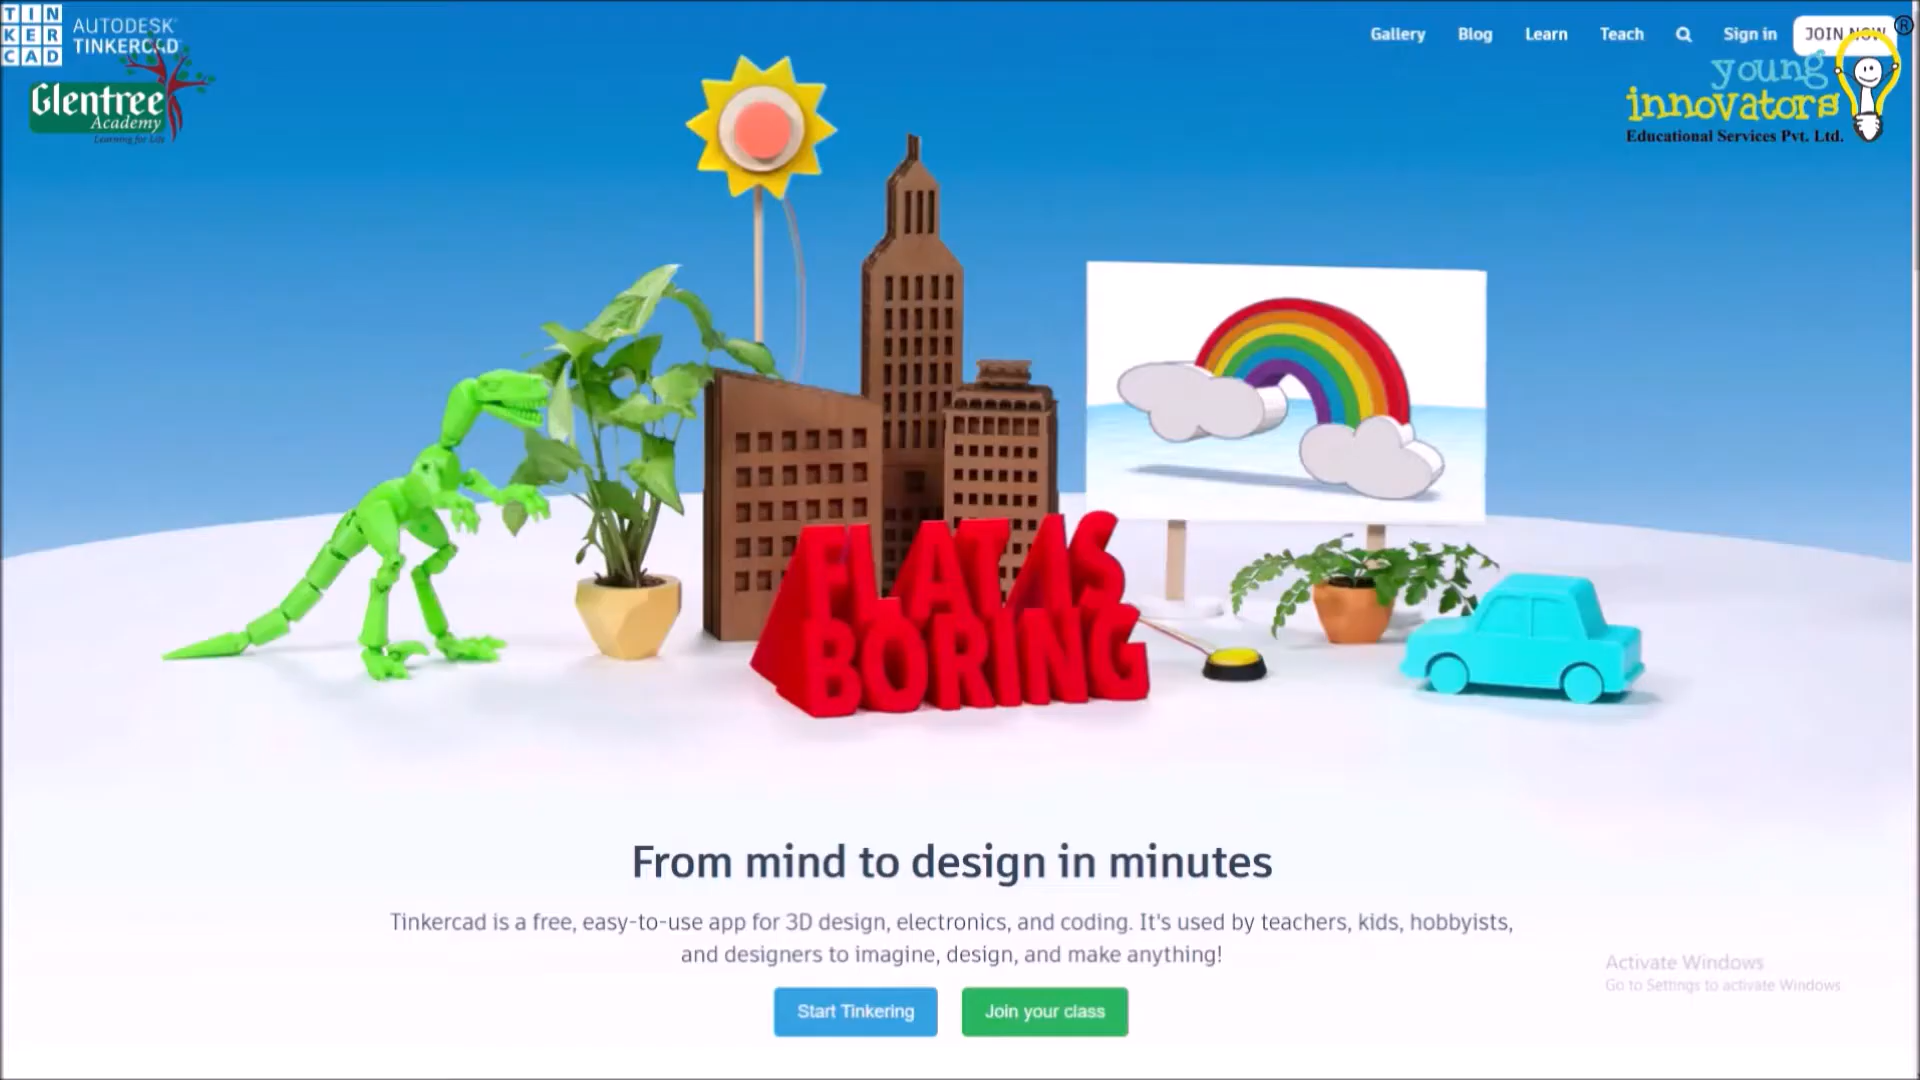 TIN
KER
CAD
AUTODESK
TINKERCAD
Gallery
Blog
Learn
Teach
Sign in
JOIN NOW
®
Glentree
Academy
Learning for Life
young
innovators
Educational Services Pvt. Ltd.
FLAT IS
BORING
From mind to design in minutes
Tinkercad is a free, easy-to-use app for 3D design, electronics, and coding. It's used by teachers, kids, hobbyists,
and designers to imagine, design, and make anything!
Activate Windows
Go to Settings to activate Windows
Start Tinkering
Join your class